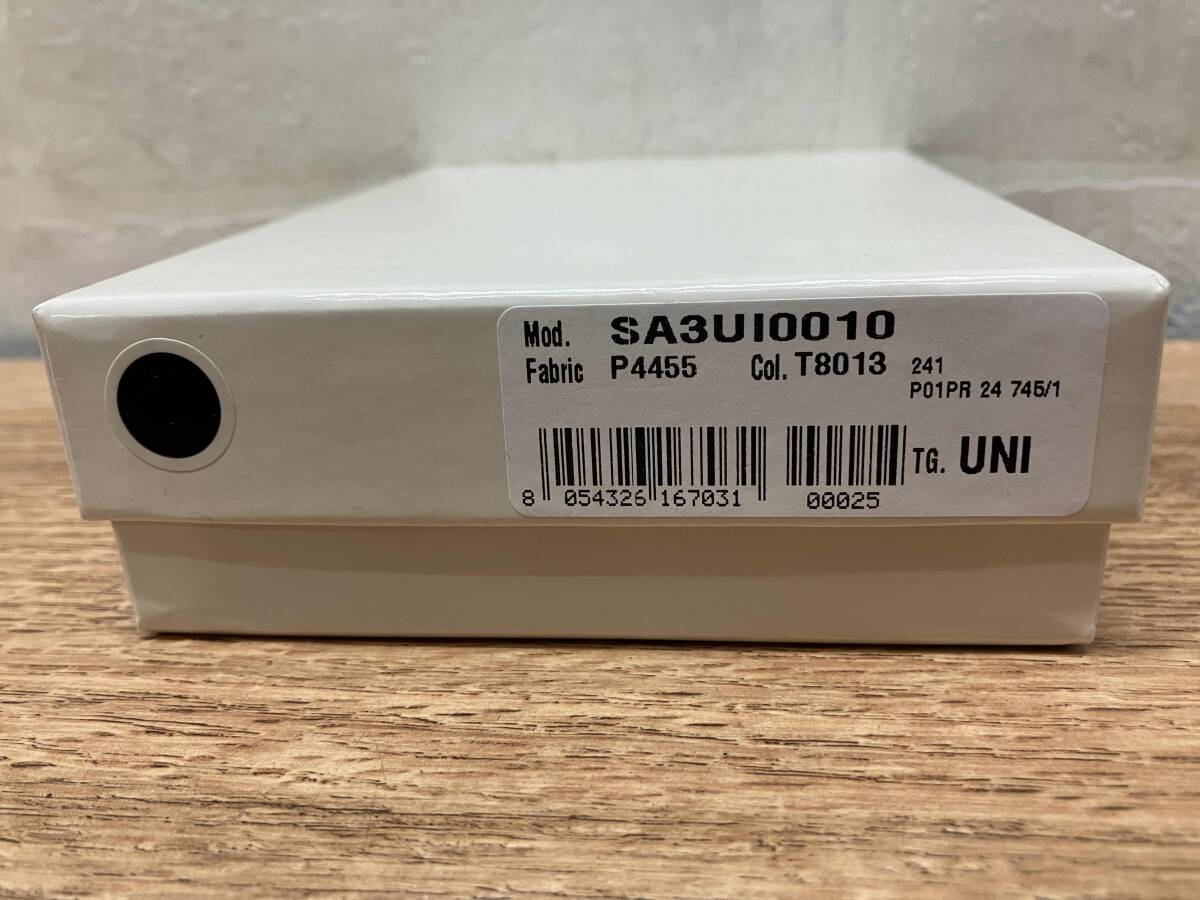 Mod. SA3UI0010
Fabric P4455 Col. T8013 241
P01PR 24 745/1
TG. UNI
8 054326 167031 00025